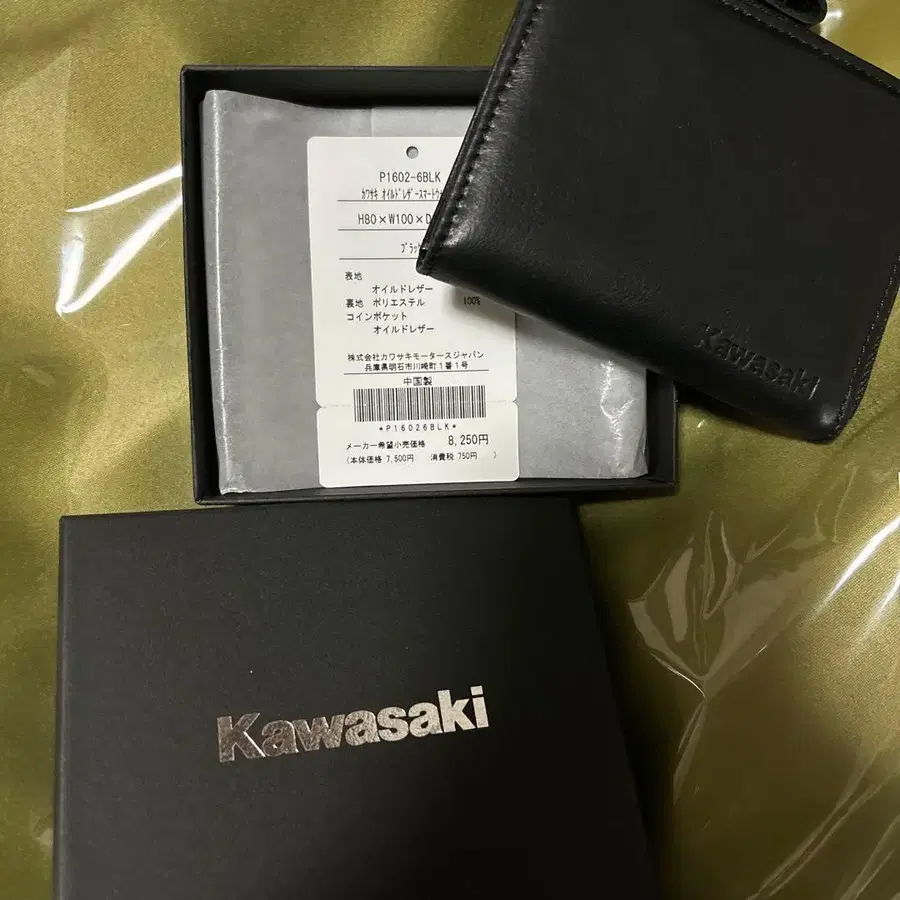 P1602-6BLK
カワサキ オイルドレザースマートウ
H80×W100×D
ブラッ
表地
オイルドレザー
裏地 ポリエステル 100%
コインポケット
オイルドレザー
株式会社カワサキモータースジャパン
兵庫県明石市川崎町1番1号
中国製
*P16026BLK*
メーカー希望小売価格 8,250円
(本体価格 7,500円 消費税 750円 )
Kawasaki
Kawasaki